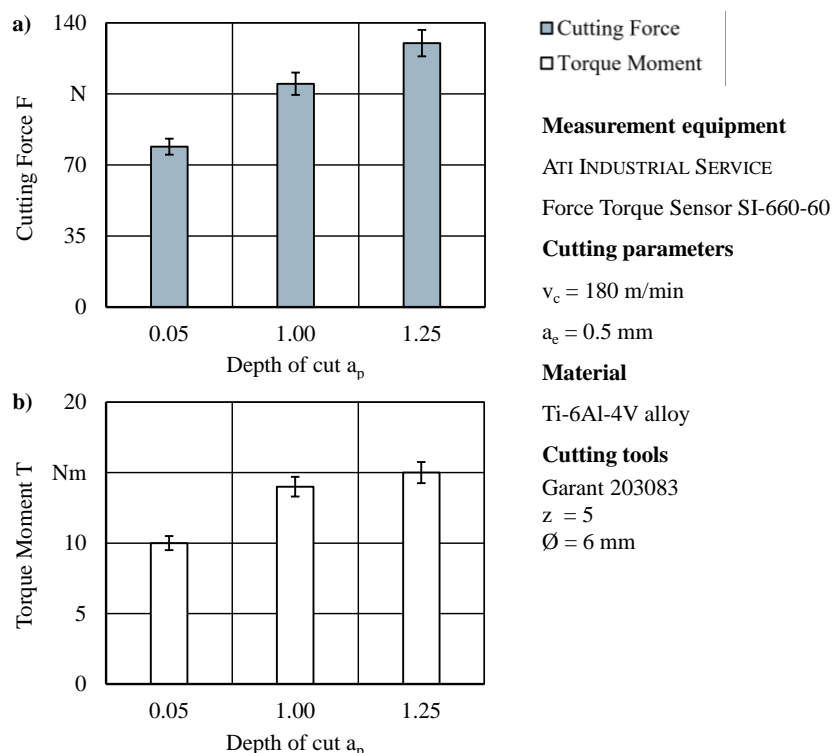 a)
140
N
70
35
0
Cutting Force F
0.05 1.00 1.25
Depth of cut aₚ
b)
20
Nm
10
5
0
Torque Moment T
0.05 1.00 1.25
Depth of cut aₚ
Cutting Force
Torque Moment
Measurement equipment
ATI INDUSTRIAL SERVICE
Force Torque Sensor SI-660-60
Cutting parameters
v_c = 180 m/min
aₑ = 0.5 mm
Material
Ti-6Al-4V alloy
Cutting tools
Garant 203083
z = 5
Ø = 6 mm